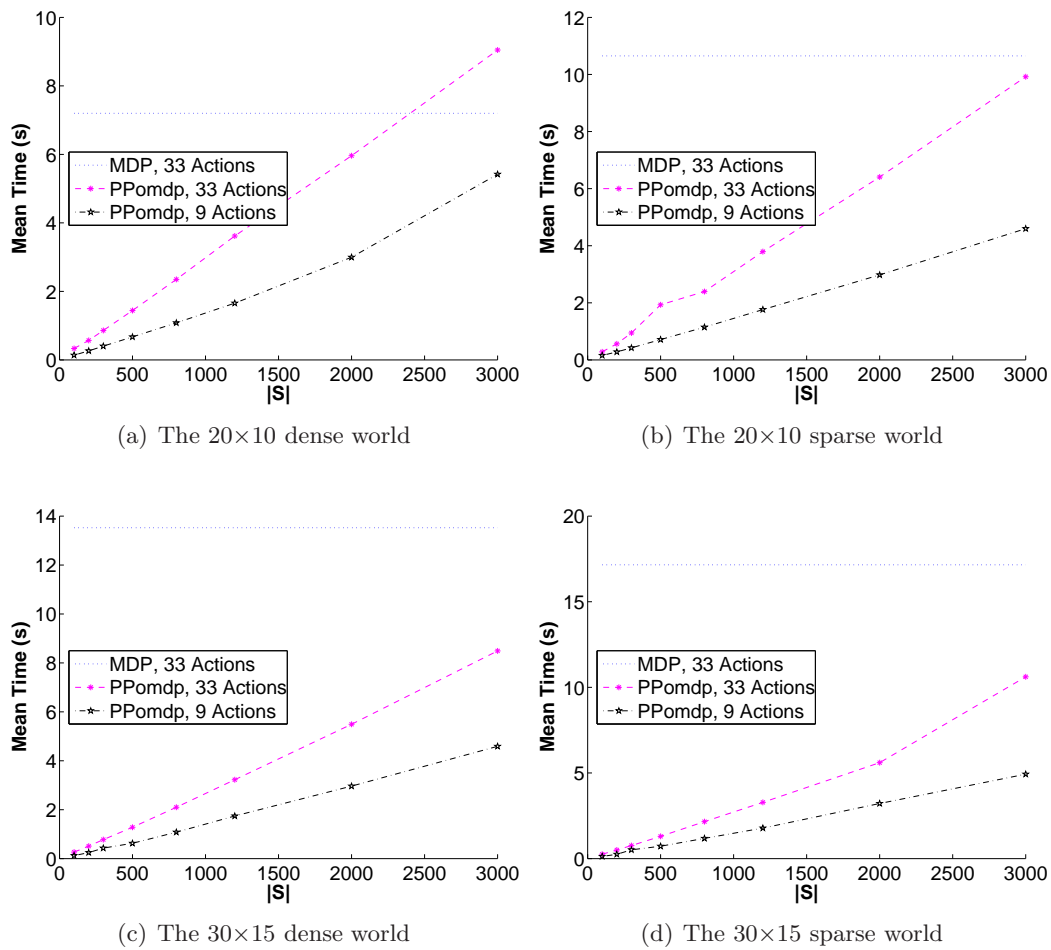 10
8
6
4
2
0
Mean Time (s)
MDP, 33 Actions
PPomdp, 33 Actions
PPomdp, 9 Actions
0 500 1000 1500 2000 2500 3000
|S|
(a) The 20×10 dense world
12
10
8
6
4
2
0
Mean Time (s)
MDP, 33 Actions
PPomdp, 33 Actions
PPomdp, 9 Actions
0 500 1000 1500 2000 2500 3000
|S|
(b) The 20×10 sparse world
14
12
10
8
6
4
2
0
Mean Time (s)
MDP, 33 Actions
PPomdp, 33 Actions
PPomdp, 9 Actions
0 500 1000 1500 2000 2500 3000
|S|
(c) The 30×15 dense world
20
15
10
5
0
Mean Time (s)
MDP, 33 Actions
PPomdp, 33 Actions
PPomdp, 9 Actions
0 500 1000 1500 2000 2500 3000
|S|
(d) The 30×15 sparse world